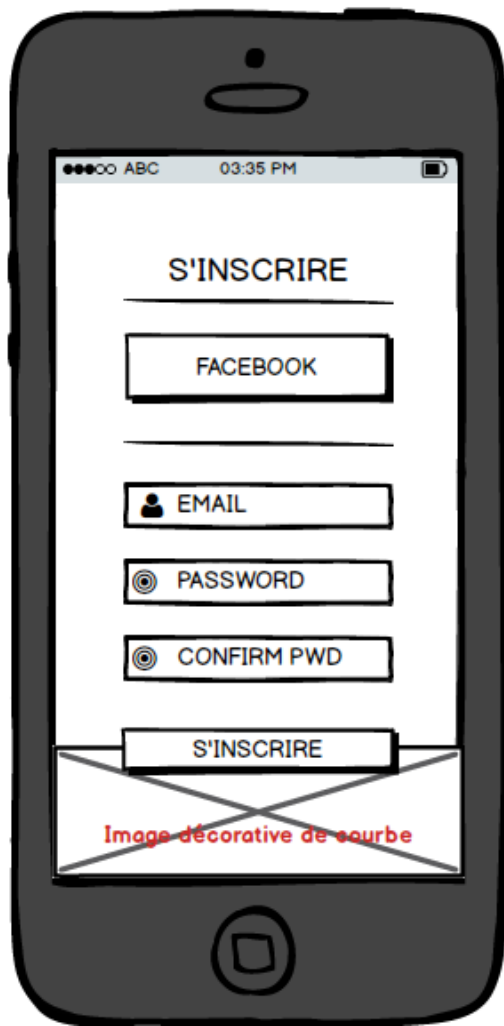 ABC 03:35 PM
S'INSCRIRE
FACEBOOK
EMAIL
PASSWORD
CONFIRM PWD
S'INSCRIRE
Image décorative de courbe